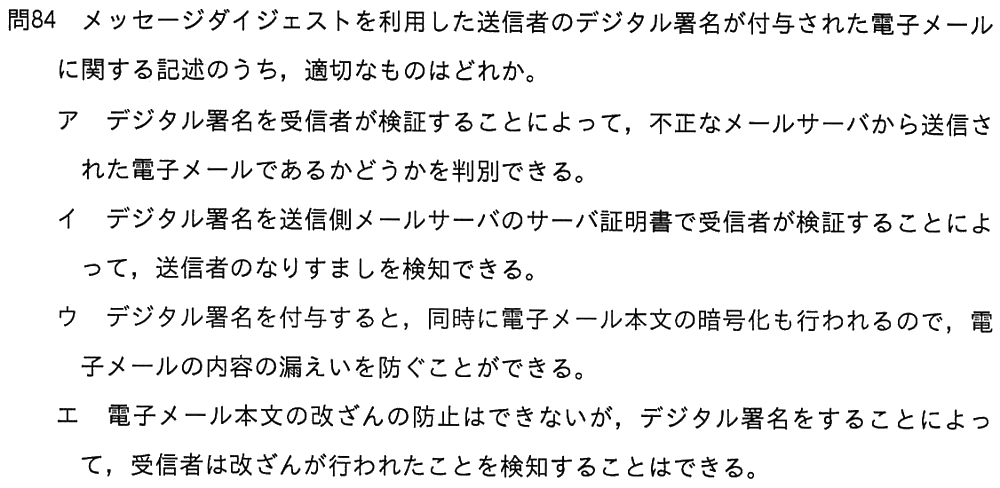 問84 メッセージダイジェストを利用した送信者のデジタル署名が付与された電子メール
に関する記述のうち，適切なものはどれか。
ア デジタル署名を受信者が検証することによって，不正なメールサーバから送信さ
れた電子メールであるかどうかを判別できる。
イ デジタル署名を送信側メールサーバのサーバ証明書で受信者が検証することによ
って，送信者のなりすましを検知できる。
ウ デジタル署名を付与すると，同時に電子メール本文の暗号化も行われるので，電
子メールの内容の漏えいを防ぐことができる。
エ 電子メール本文の改ざんの防止はできないが，デジタル署名をすることによっ
て，受信者は改ざんが行われたことを検知することはできる。